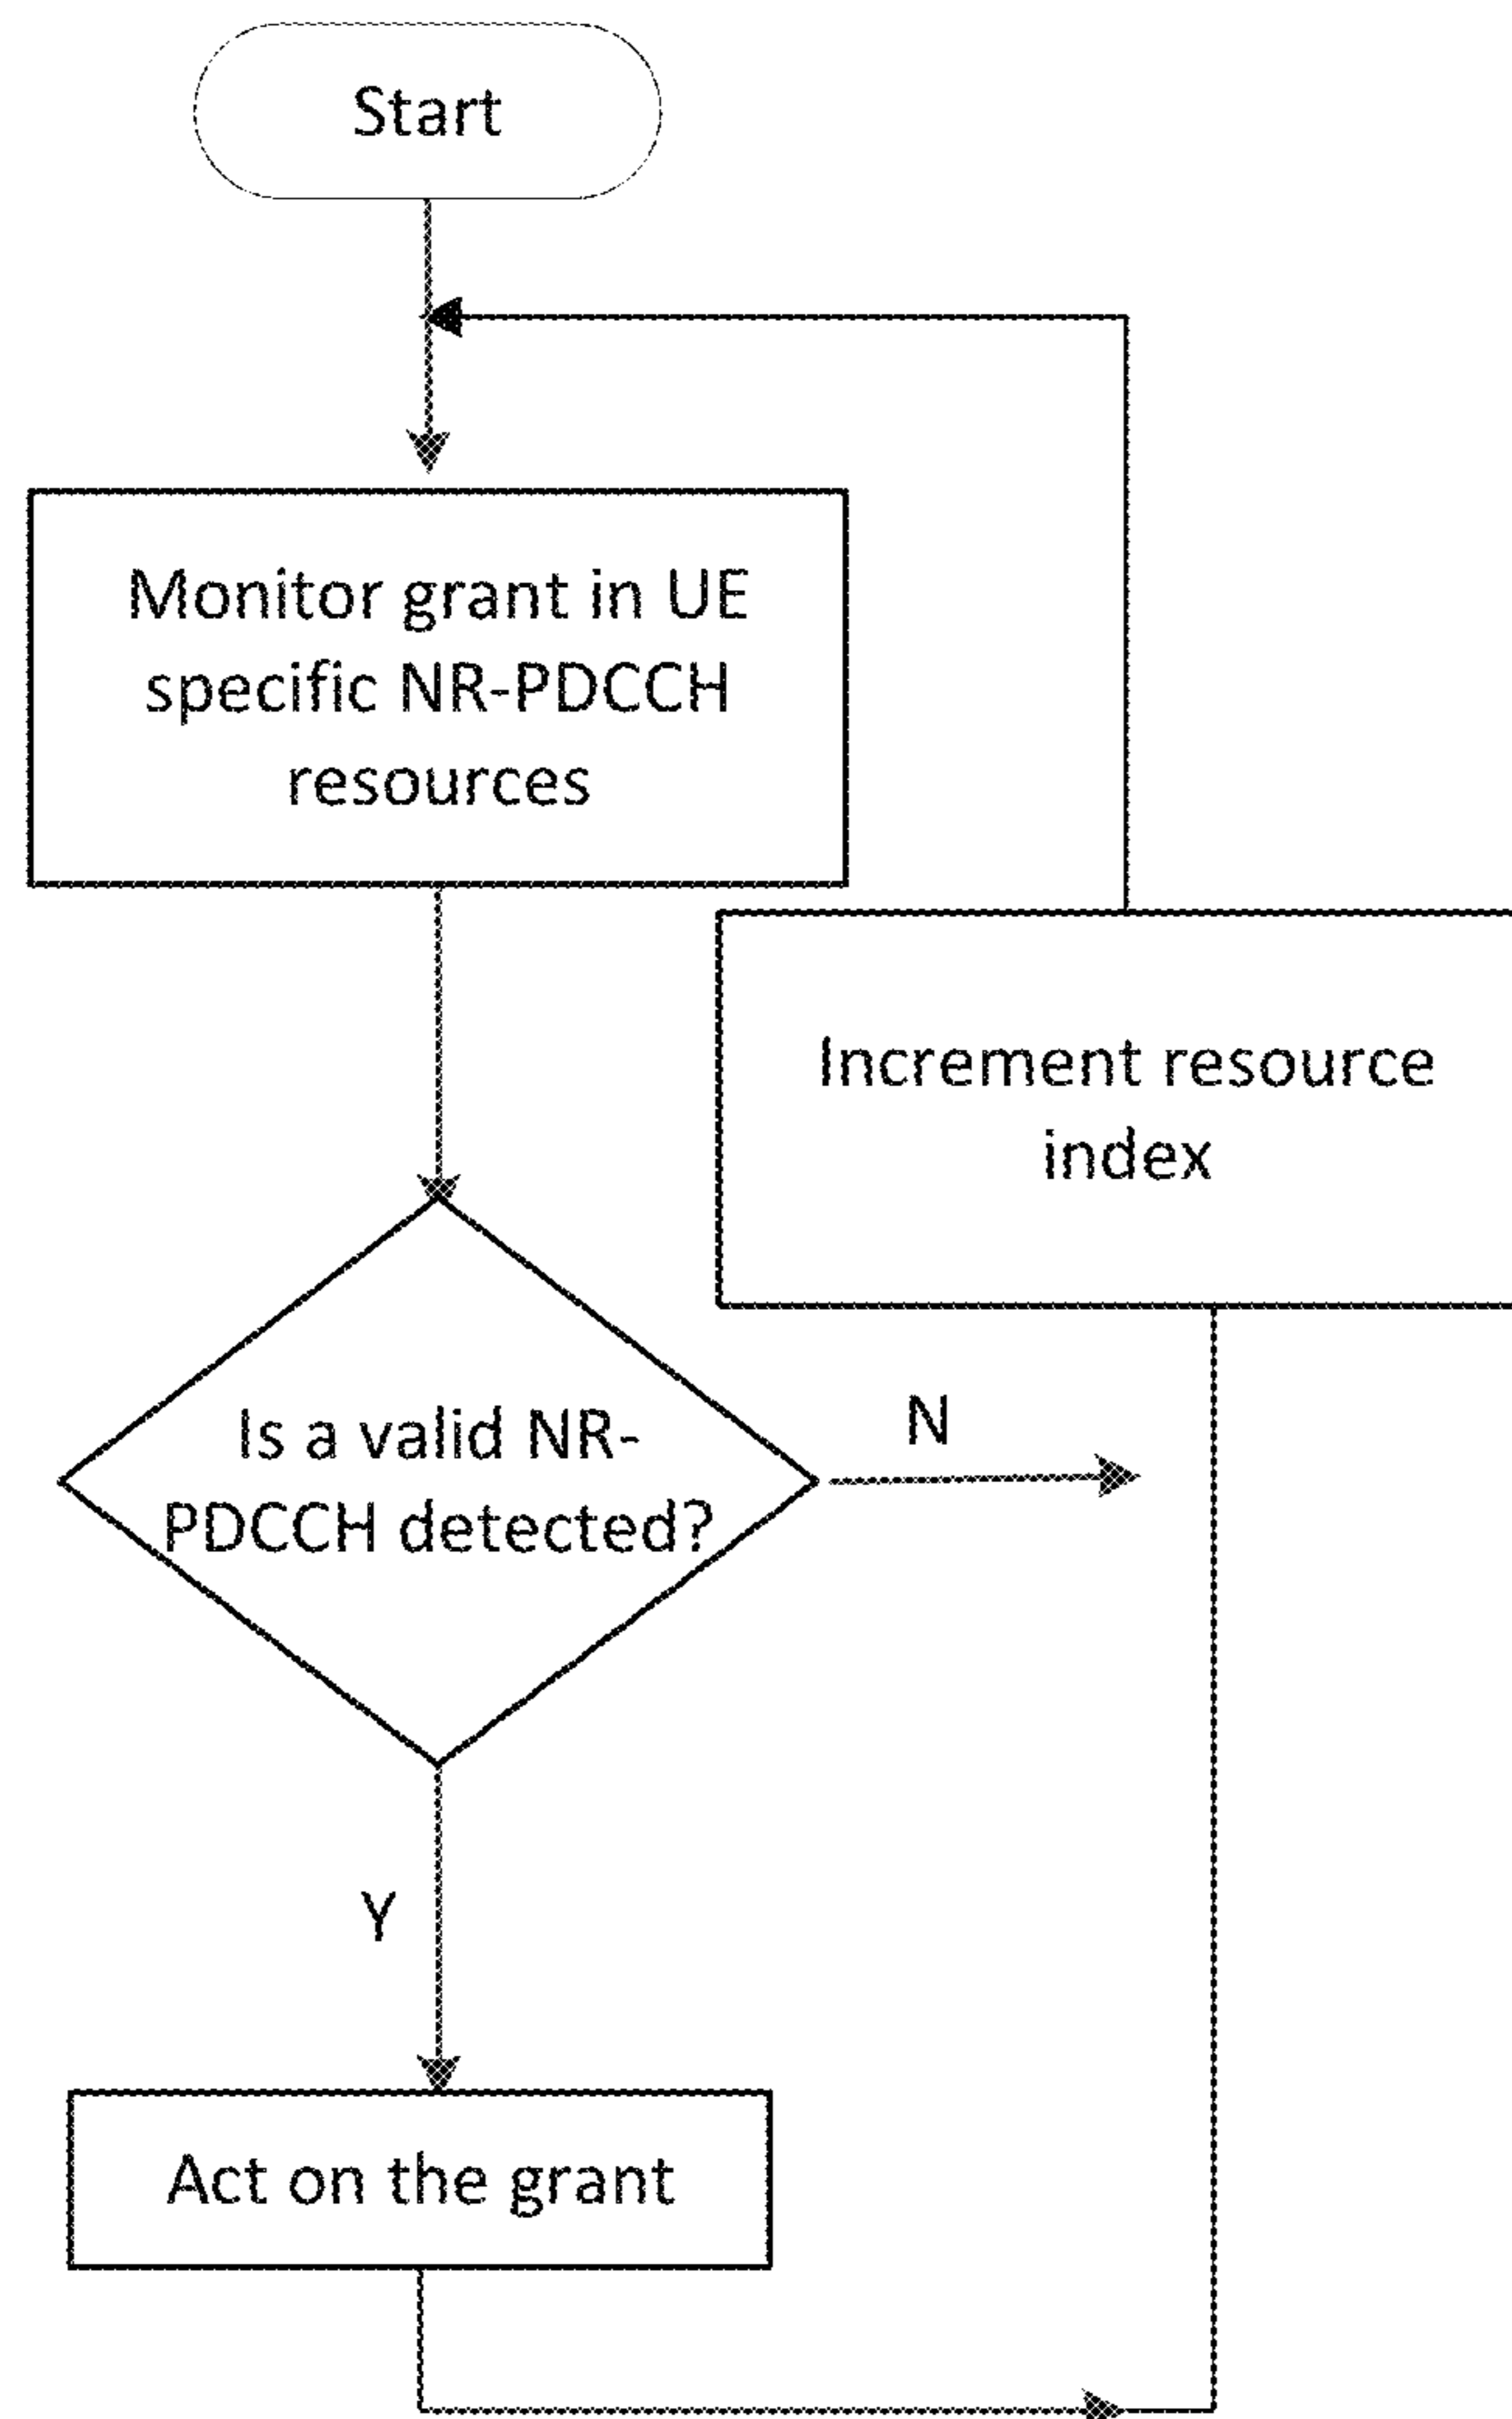 Start
Monitor grant in UE
specific NR-PDCCH
resources
Increment resource
index
Is a valid NR-
PDCCH detected?
N
Y
Act on the grant